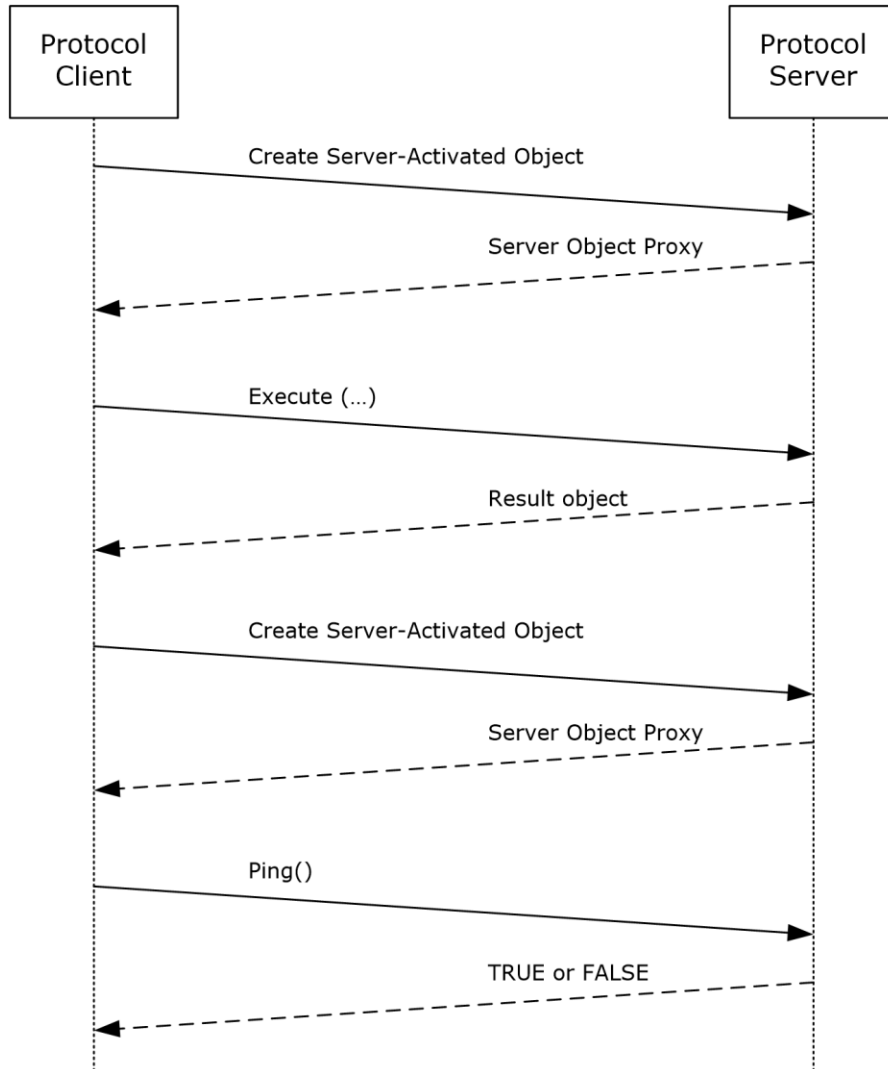 Protocol
Client
Protocol
Server
Create Server-Activated Object
Server Object Proxy
Execute (…)
Result object
Create Server-Activated Object
Server Object Proxy
Ping()
TRUE or FALSE